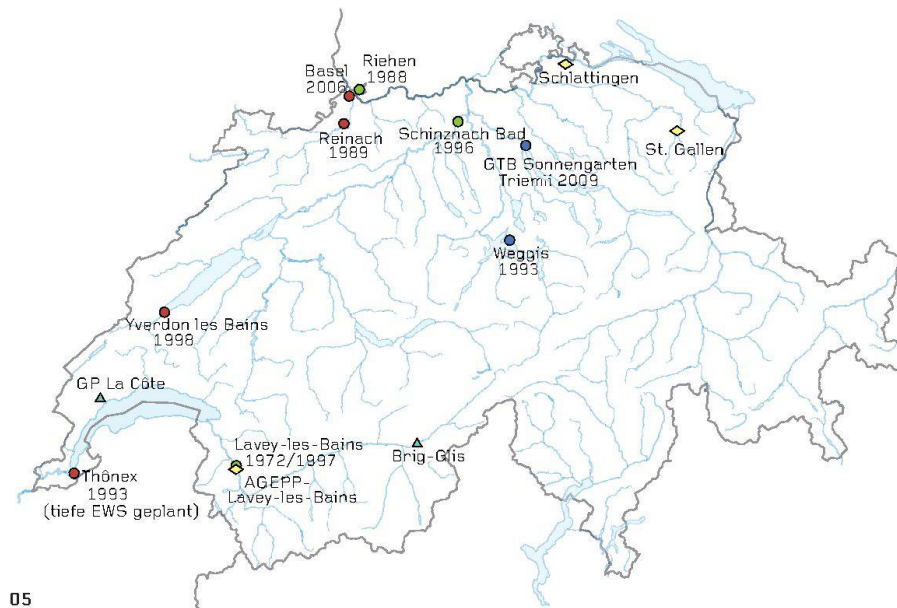 Riehen
1988
Basel
2006
Schlattingen
Reinach
1989
Schinznach Bad
1996
St. Gallen
GTB Sonnengarten
Triemli 2009
Weggis
1993
Yverdon les Bains
1998
GP La Côte
Lavey-les-Bains
1972/1997
Brig-Glis
AGEPP-
Lavey-les-Bains
Thônex
1993
(tiefe EWS geplant)
05